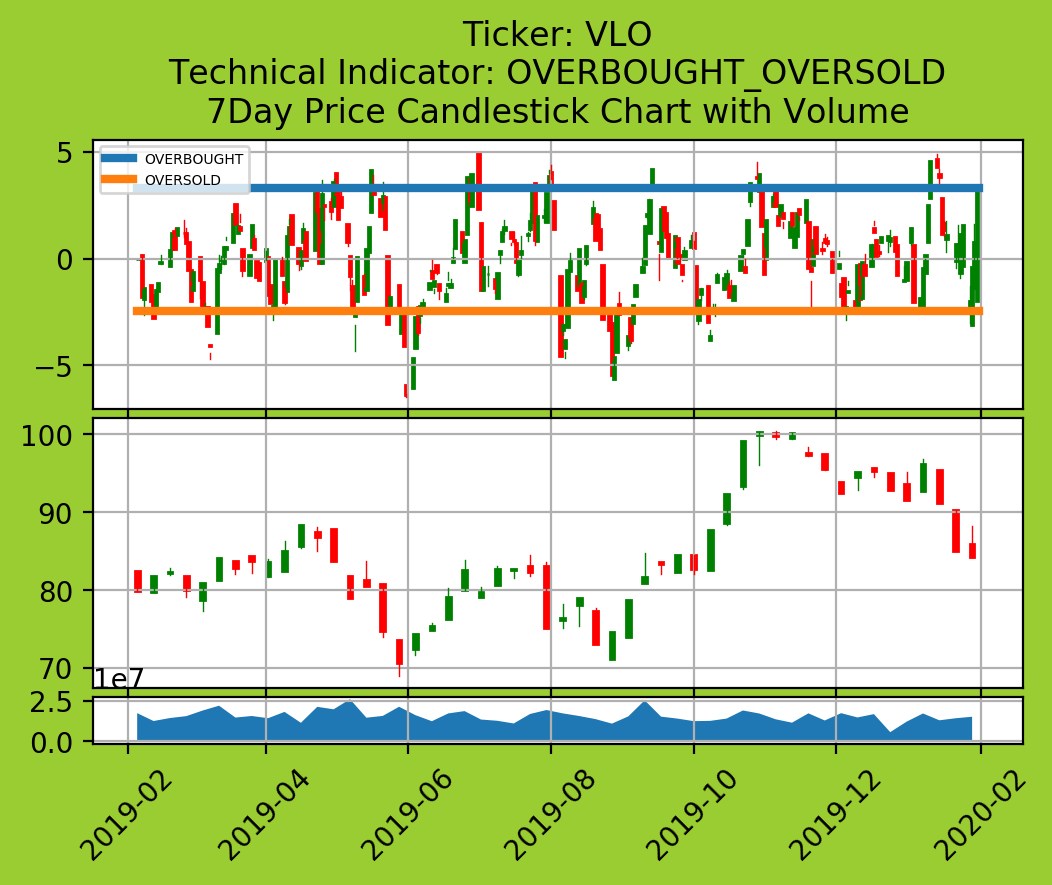 Ticker: VLO
Technical Indicator: OVERBOUGHT_OVERSOLD
7Day Price Candlestick Chart with Volume
OVERBOUGHT
OVERSOLD
5
0
−5
100
90
80
70
1e7
2.5
0.0
2019-02
2019-04
2019-06
2019-08
2019-10
2019-12
2020-02